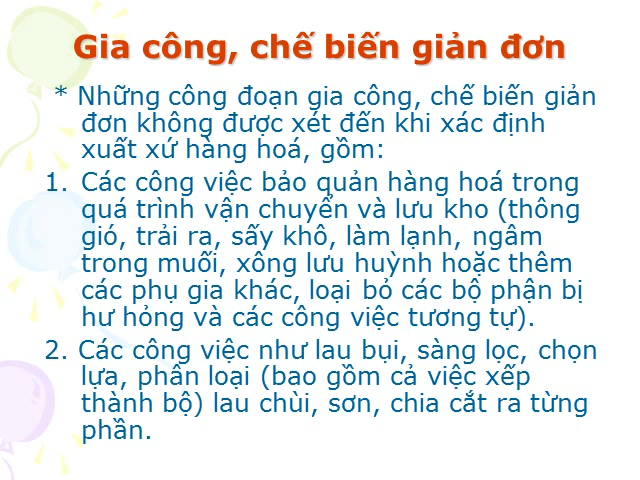 Gia công, chế biến giản đơn
* Những công đoạn gia công, chế biến giản
đơn không được xét đến khi xác định
xuất xứ hàng hoá, gồm:
1. Các công việc bảo quản hàng hoá trong
quá trình vận chuyển và lưu kho (thông
gió, trải ra, sấy khô, làm lạnh, ngâm
trong muối, xông lưu huỳnh hoặc thêm
các phụ gia khác, loại bỏ các bộ phận bị
hư hỏng và các công việc tương tự).
2. Các công việc như lau bụi, sàng lọc, chọn
lựa, phân loại (bao gồm cả việc xếp
thành bộ) lau chùi, sơn, chia cắt ra từng
phần.